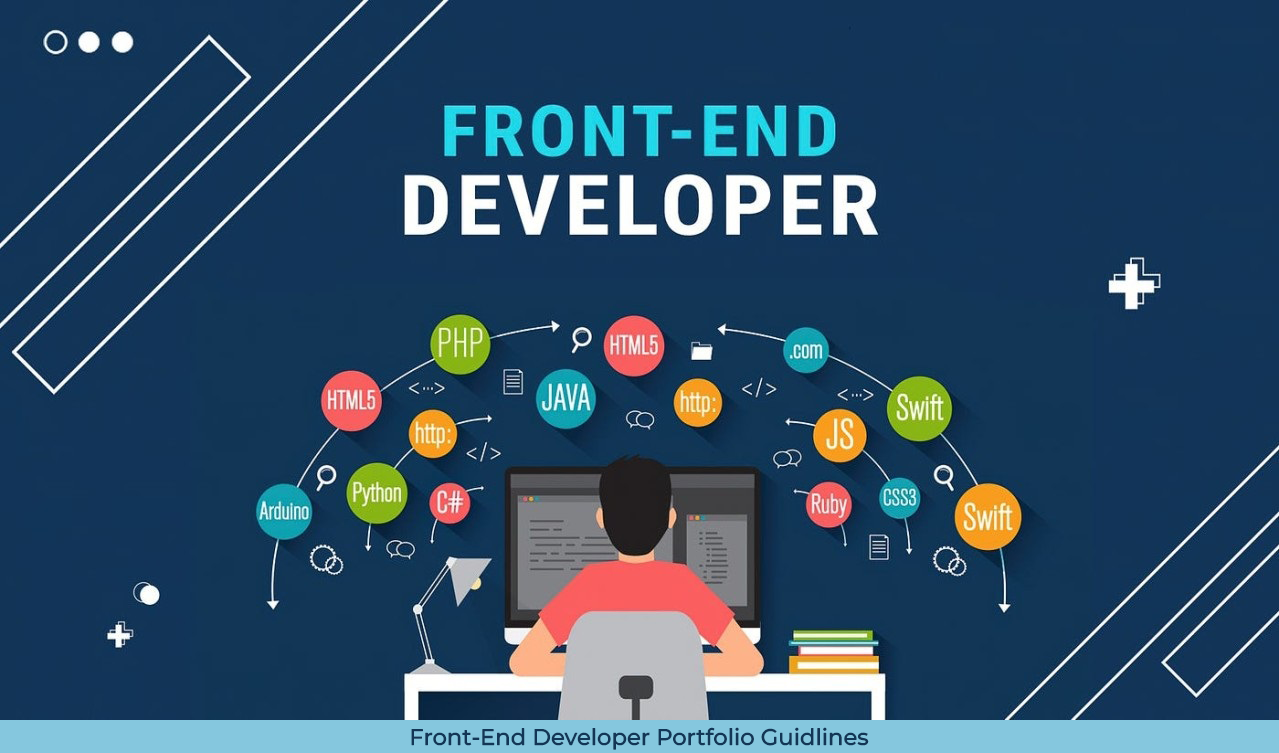 FRONT-END
DEVELOPER
PHP
HTML5
.com
HTML5
JAVA
http:
Swift
http:
JS
Arduino
Python
C#
Ruby
CSS3
Swift
<···>
</>
</>
<···>
Front-End Developer Portfolio Guidlines